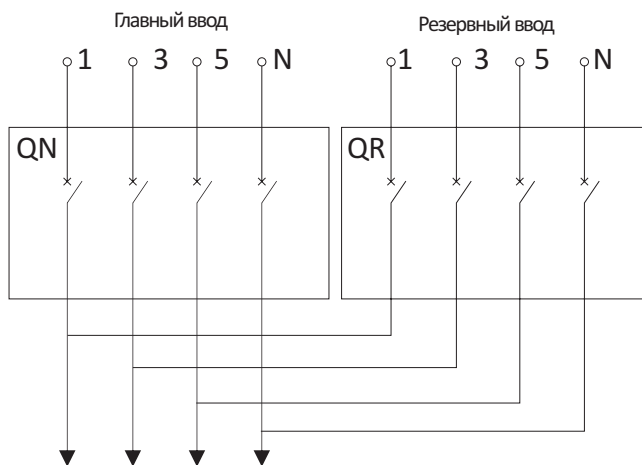 Главный ввод
Резервный ввод
1 3 5 N
1 3 5 N
QN
QR